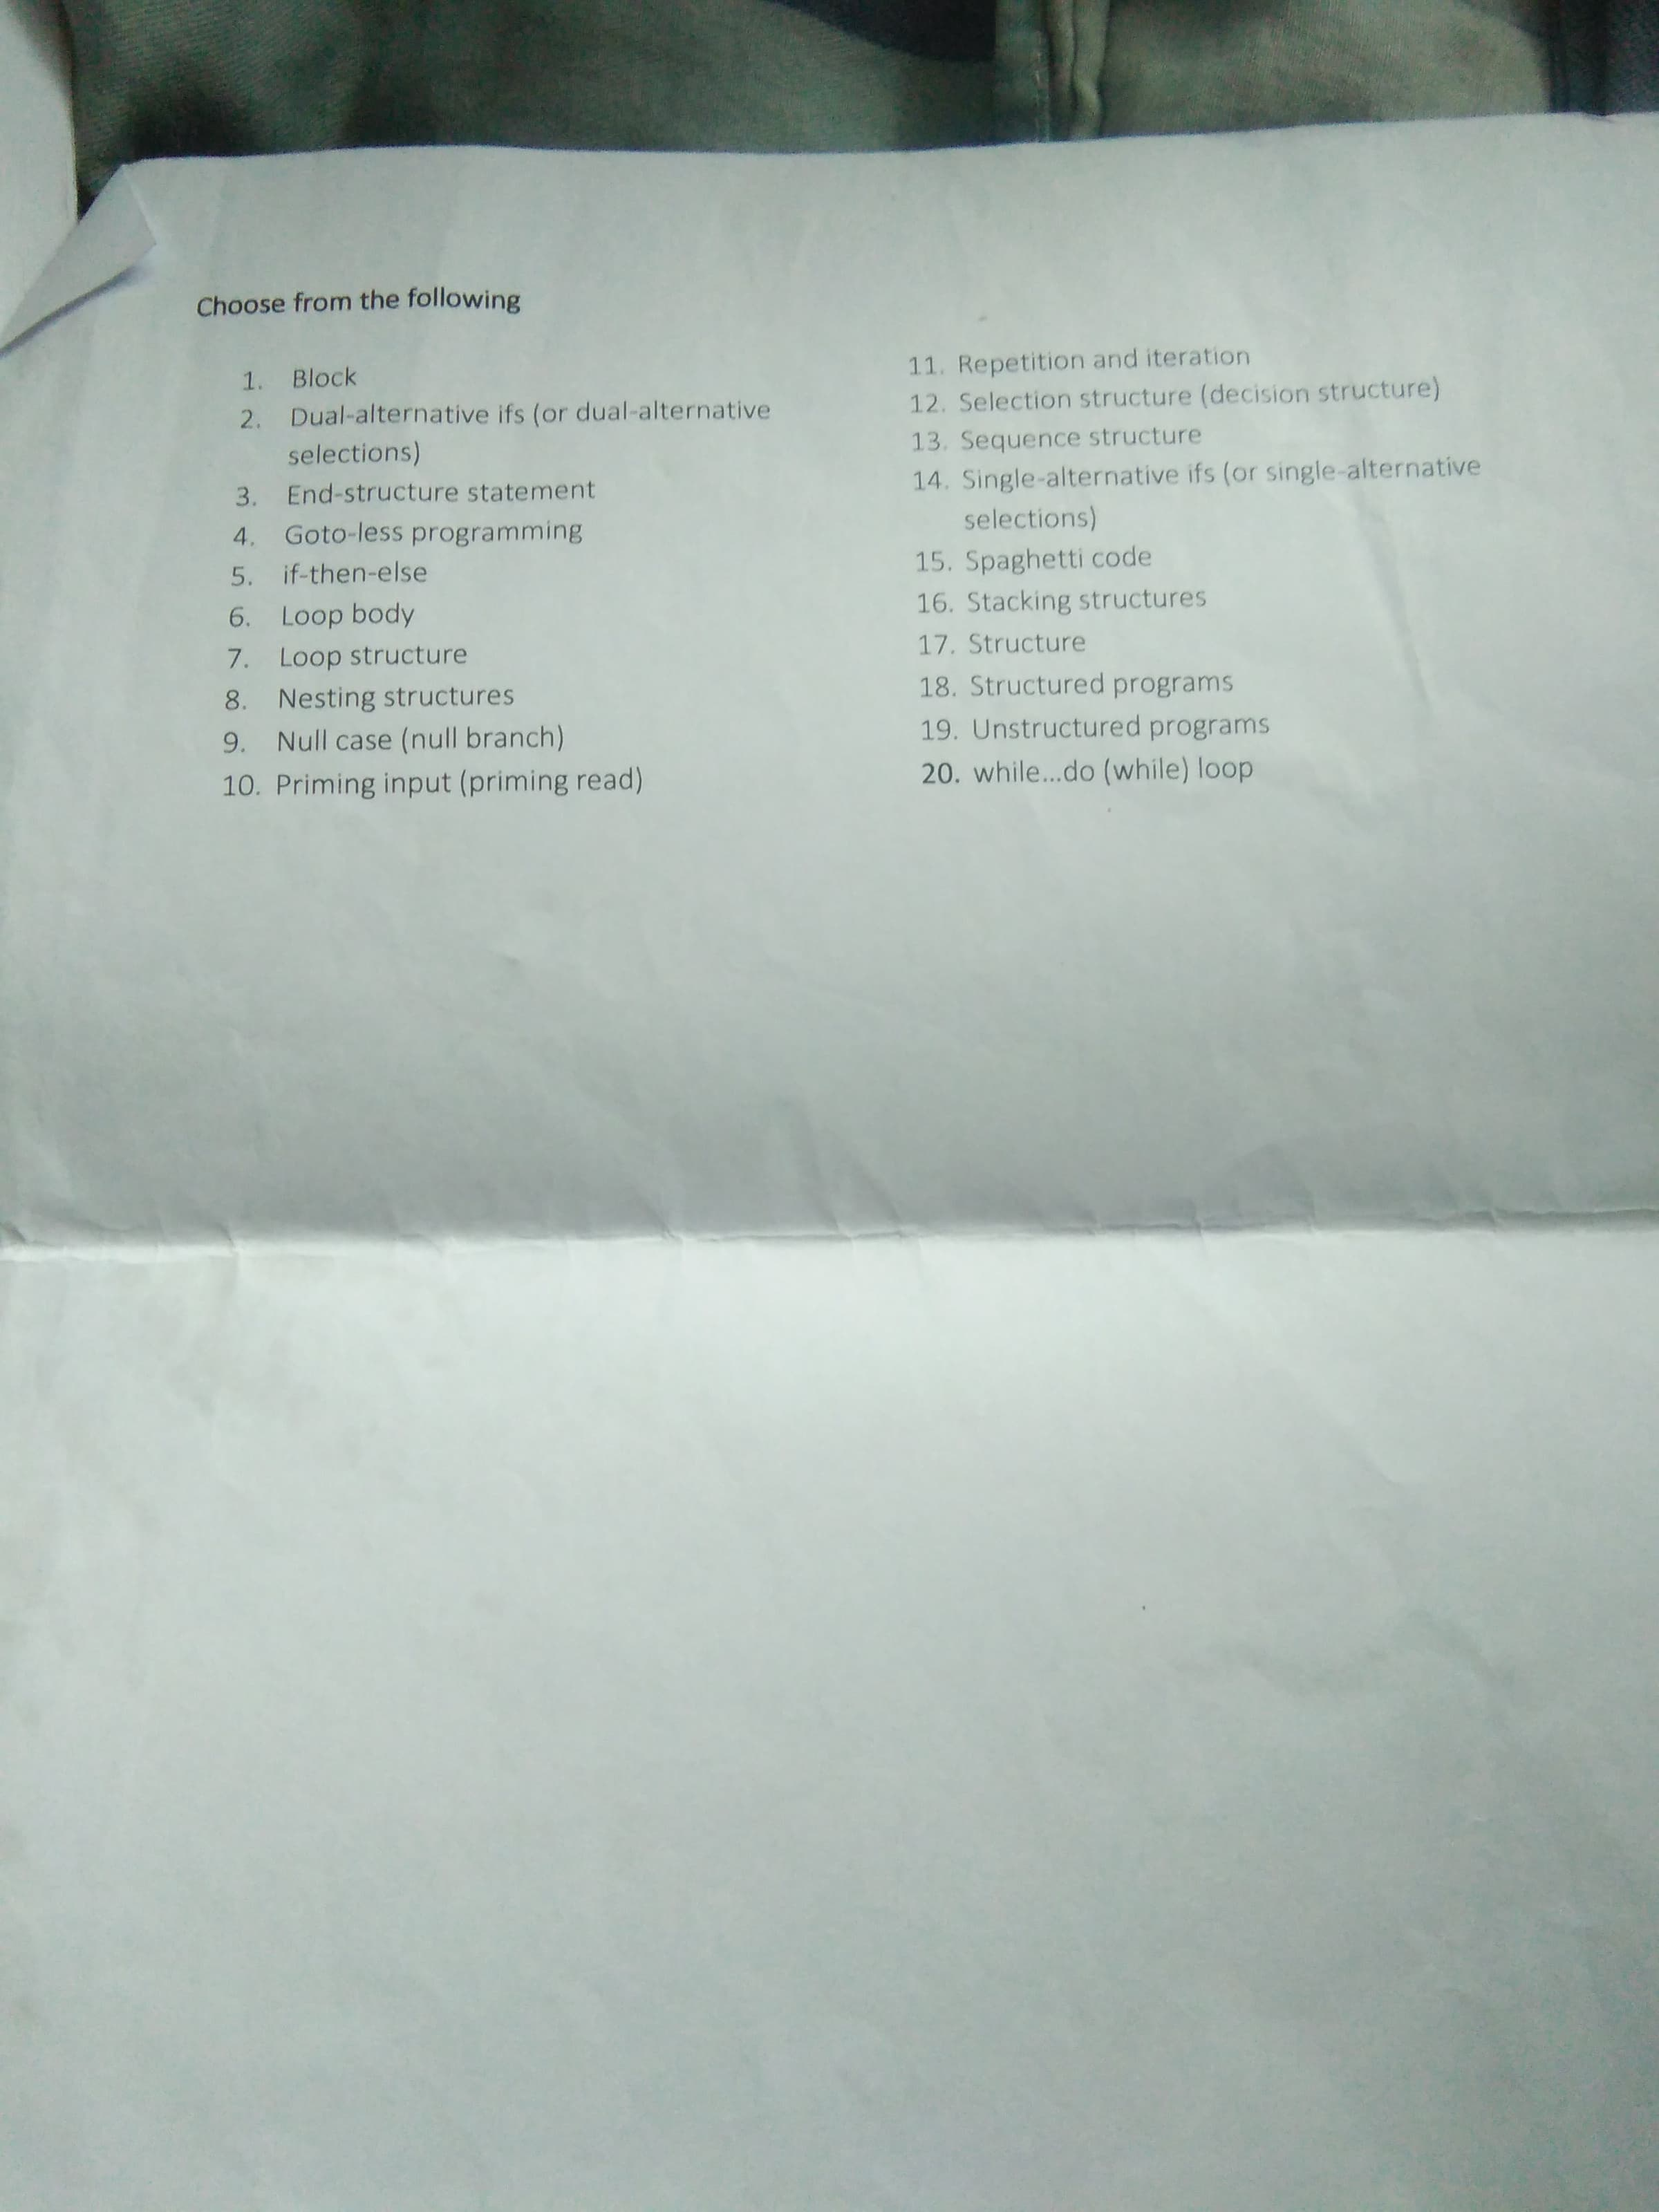 Choose from the following
1. Block
2. Dual-alternative ifs (or dual-alternative
selections)
3. End-structure statement
4. Goto-less programming
5. if-then-else
6. Loop body
7. Loop structure
8. Nesting structures
9. Null case (null branch)
10. Priming input (priming read)
11. Repetition and iteration
12. Selection structure (decision structure)
13. Sequence structure
14. Single-alternative ifs (or single-alternative
selections)
15. Spaghetti code
16. Stacking structures
17. Structure
18. Structured programs
19. Unstructured programs
20. while...do (while) loop